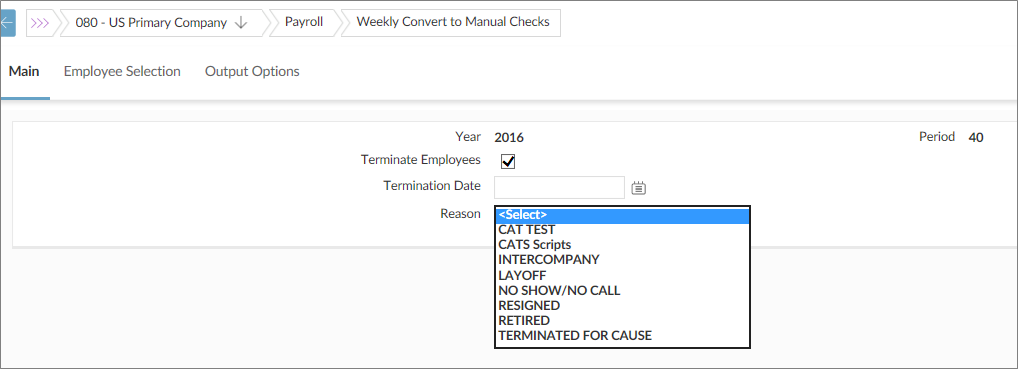 080 - US Primary Company Payroll Weekly Convert to Manual Checks
Main Employee Selection Output Options
Year 2016 Period 40
Terminate Employees
Termination Date
Reason <Select>
CAT TEST
CATS Scripts
INTERCOMPANY
LAYOFF
NO SHOW/NO CALL
RESIGNED
RETIRED
TERMINATED FOR CAUSE